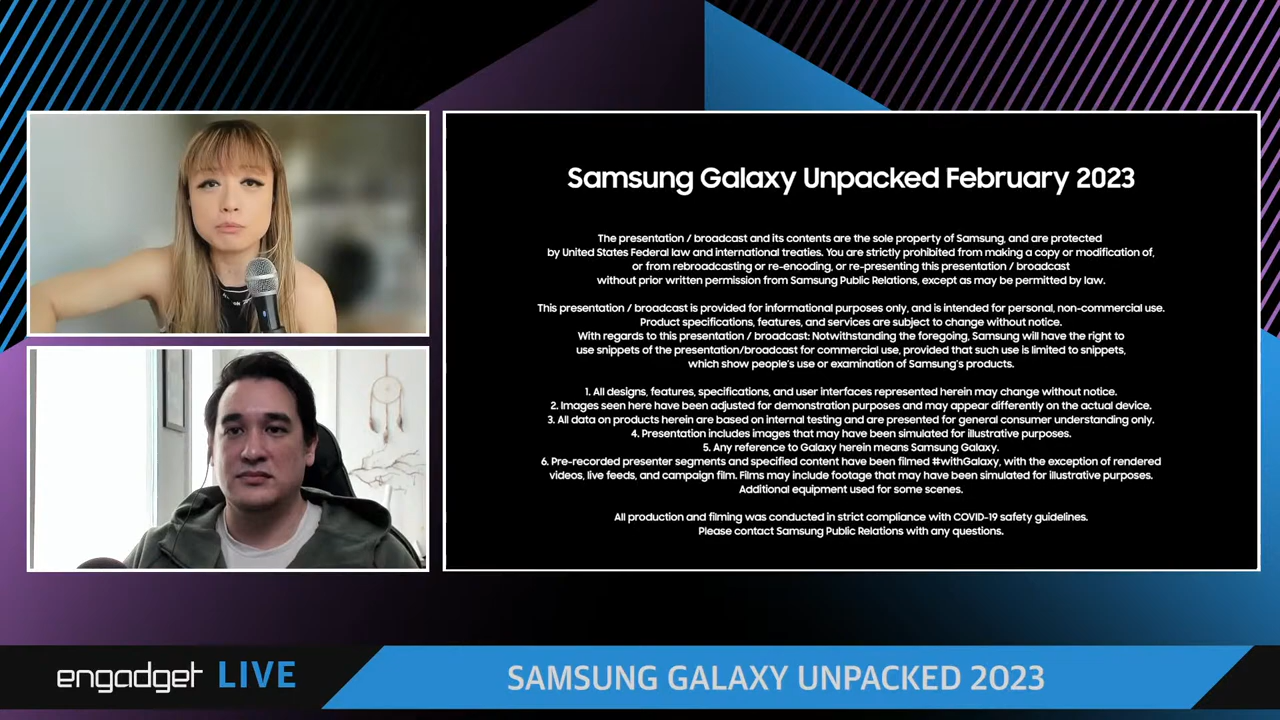 Samsung Galaxy Unpacked February 2023
The presentation / broadcast and its contents are the sole property of Samsung, and are protected
by United States Federal law and international treaties. You are strictly prohibited from making a copy or modification of,
or from rebroadcasting or re-encoding, or re-presenting this presentation / broadcast
without prior written permission from Samsung Public Relations, except as may be permitted by law.
This presentation / broadcast is provided for informational purposes only, and is intended for personal, non-commercial use.
Product specifications, features, and services are subject to change without notice.
With regards to this presentation / broadcast: Notwithstanding the foregoing, Samsung will have the right to
use snippets of the presentation/broadcast for commercial use, provided that such use is limited to snippets,
which show people's use or examination of Samsung's products.
1. All designs, features, specifications, and user interfaces represented herein may change without notice.
2. Images seen here have been adjusted for demonstration purposes and may appear differently on the actual device.
3. All data on products herein are based on internal testing and are presented for general consumer understanding only.
4. Presentation includes images that may have been simulated for illustrative purposes.
5. Any reference to Galaxy herein means Samsung Galaxy.
6. Pre-recorded presenter segments and specified content have been filmed #withGalaxy, with the exception of rendered
videos, live feeds, and campaign film. Films may include footage that may have been simulated for illustrative purposes.
Additional equipment used for some scenes.
All production and filming was conducted in strict compliance with COVID-19 safety guidelines.
Please contact Samsung Public Relations with any questions.
engadget LIVE
SAMSUNG GALAXY UNPACKED 2023